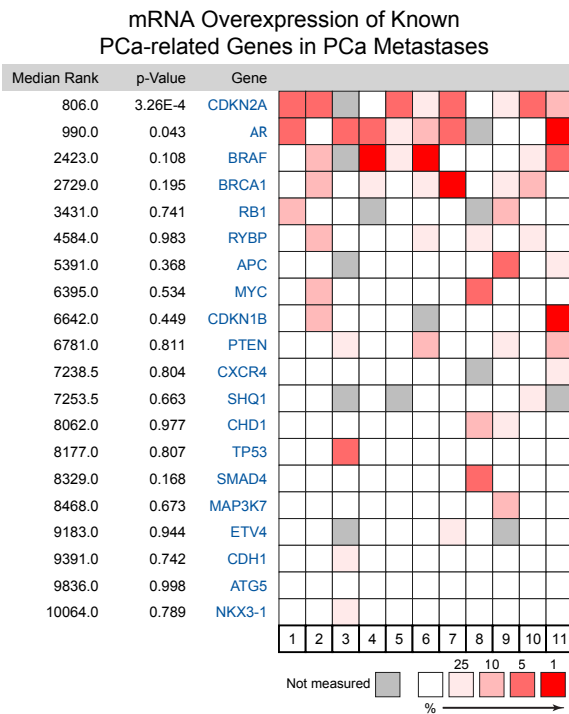 mRNA Overexpression of Known
PCa-related Genes in PCa Metastases
Median Rank p-Value Gene
806.0 3.26E-4 CDKN2A
990.0 0.043 AR
2423.0 0.108 BRAF
2729.0 0.195 BRCA1
3431.0 0.741 RB1
4584.0 0.983 RYBP
5391.0 0.368 APC
6395.0 0.534 MYC
6642.0 0.449 CDKN1B
6781.0 0.811 PTEN
7238.5 0.804 CXCR4
7253.5 0.663 SHQ1
8062.0 0.977 CHD1
8177.0 0.807 TP53
8329.0 0.168 SMAD4
8468.0 0.673 MAP3K7
9183.0 0.944 ETV4
9391.0 0.742 CDH1
9836.0 0.998 ATG5
10064.0 0.789 NKX3-1
1 2 3 4 5 6 7 8 9 10 11
25 10 5 1
Not measured
%